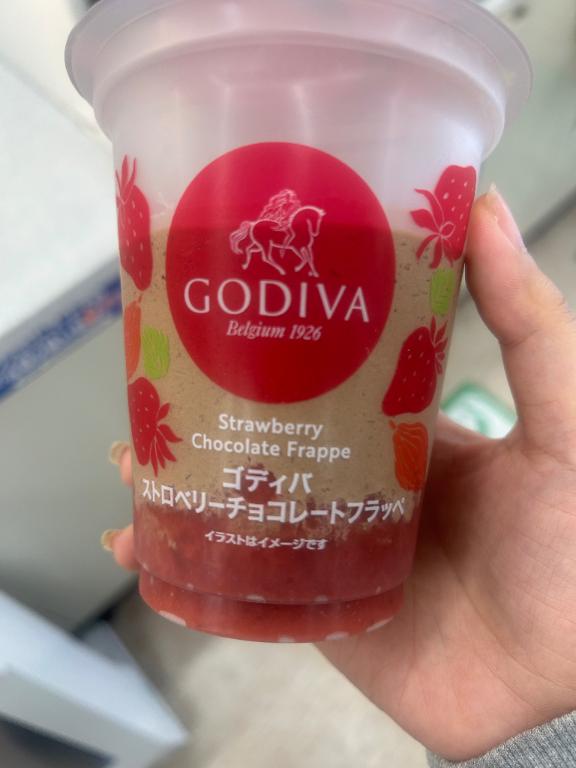 GODIVA
Belgium 1926
Strawberry
Chocolate Frappe
ゴディバ
ストロベリーチョコレートフラッペ
イラストはイメージです